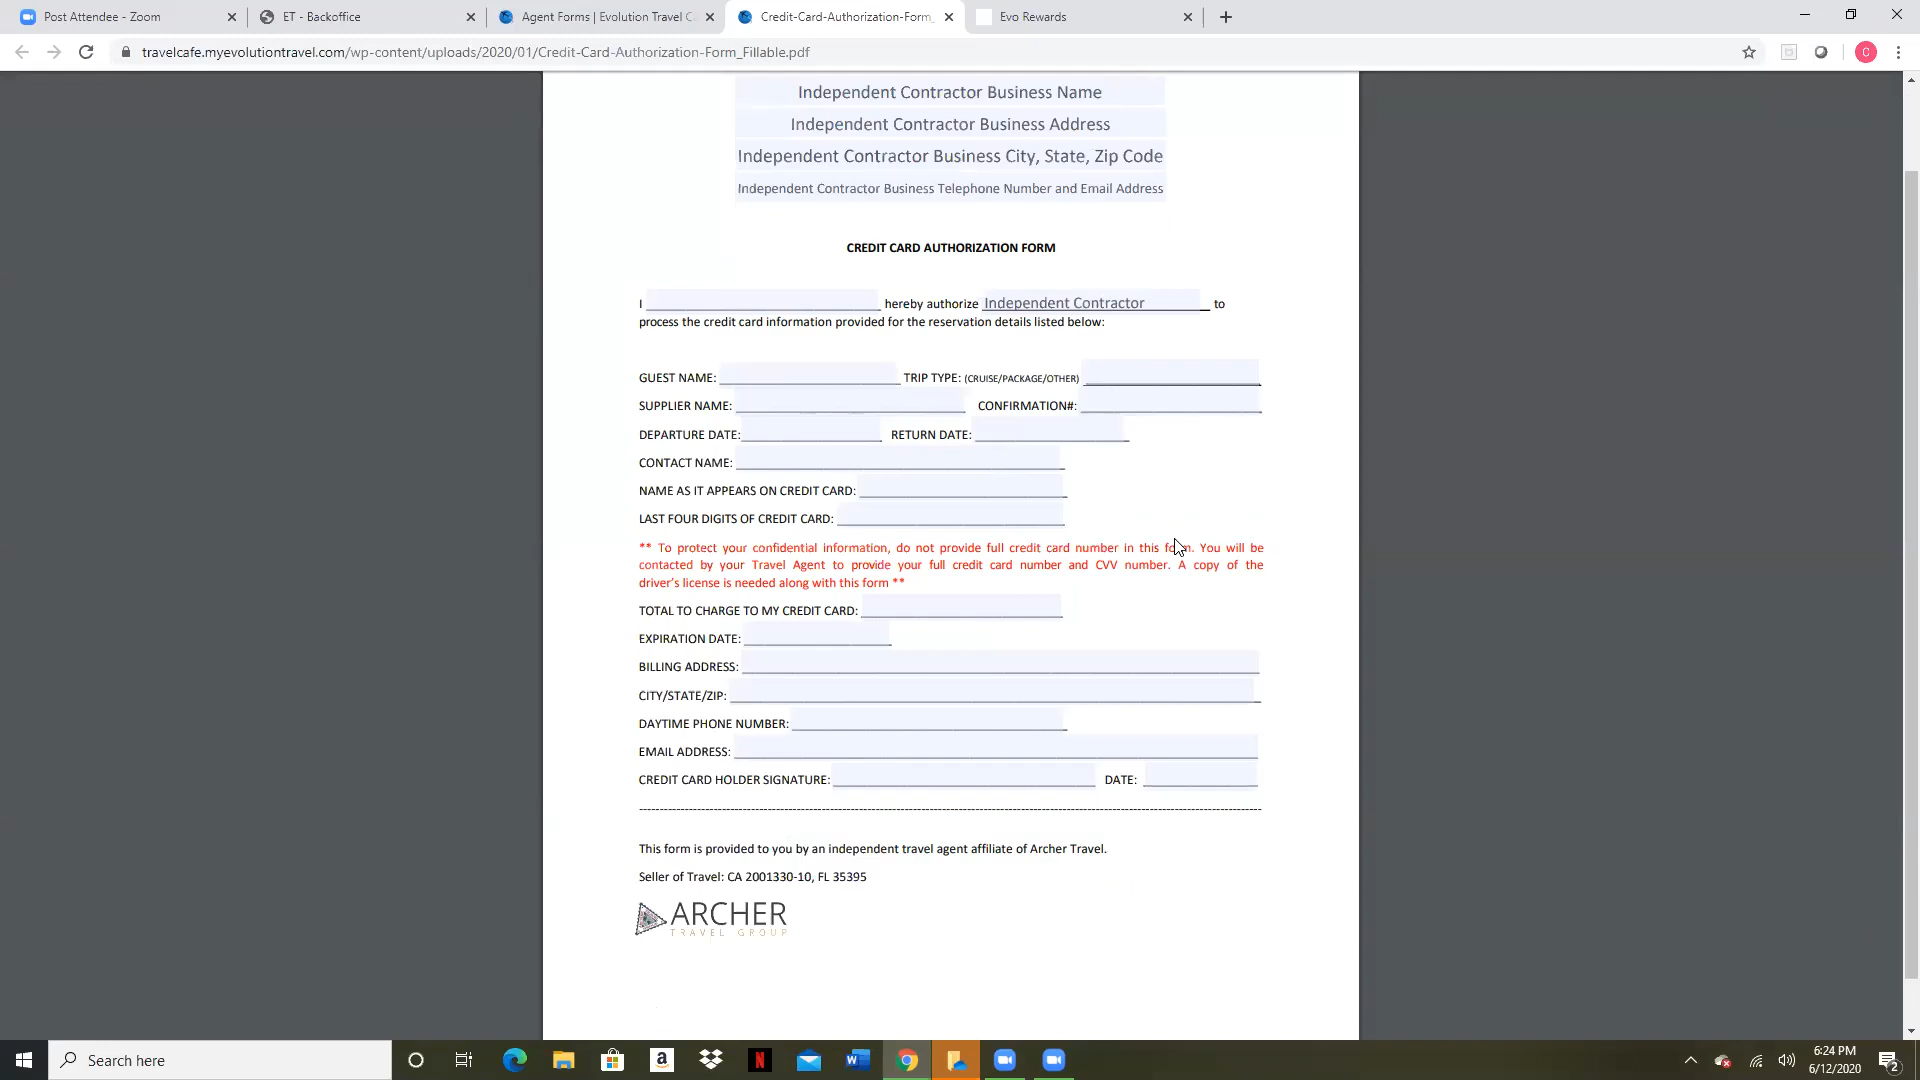 Post Attendee - Zoom
ET - Backoffice
Agent Forms | Evolution Travel C
Credit-Card-Authorization-Form_
Evo Rewards
travelcafe.myevolutiontravel.com/wp-content/uploads/2020/01/Credit-Card-Authorization-Form_Fillable.pdf
C
Independent Contractor Business Name
Independent Contractor Business Address
Independent Contractor Business City, State, Zip Code
Independent Contractor Business Telephone Number and Email Address
CREDIT CARD AUTHORIZATION FORM
I hereby authorize Independent Contractor to
process the credit card information provided for the reservation details listed below:
GUEST NAME: TRIP TYPE: (CRUISE/PACKAGE/OTHER)
SUPPLIER NAME: CONFIRMATION#:
DEPARTURE DATE: RETURN DATE:
CONTACT NAME:
NAME AS IT APPEARS ON CREDIT CARD:
LAST FOUR DIGITS OF CREDIT CARD:
** To protect your confidential information, do not provide full credit card number in this form. You will be
contacted by your Travel Agent to provide your full credit card number and CVV number. A copy of the
driver's license is needed along with this form **
TOTAL TO CHARGE TO MY CREDIT CARD:
EXPIRATION DATE:
BILLING ADDRESS:
CITY/STATE/ZIP:
DAYTIME PHONE NUMBER:
EMAIL ADDRESS:
CREDIT CARD HOLDER SIGNATURE: DATE:
This form is provided to you by an independent travel agent affiliate of Archer Travel.
Seller of Travel: CA 2001330-10, FL 35395
ARCHER
TRAVEL GROUP
Search here
6:24 PM
6/12/2020
2